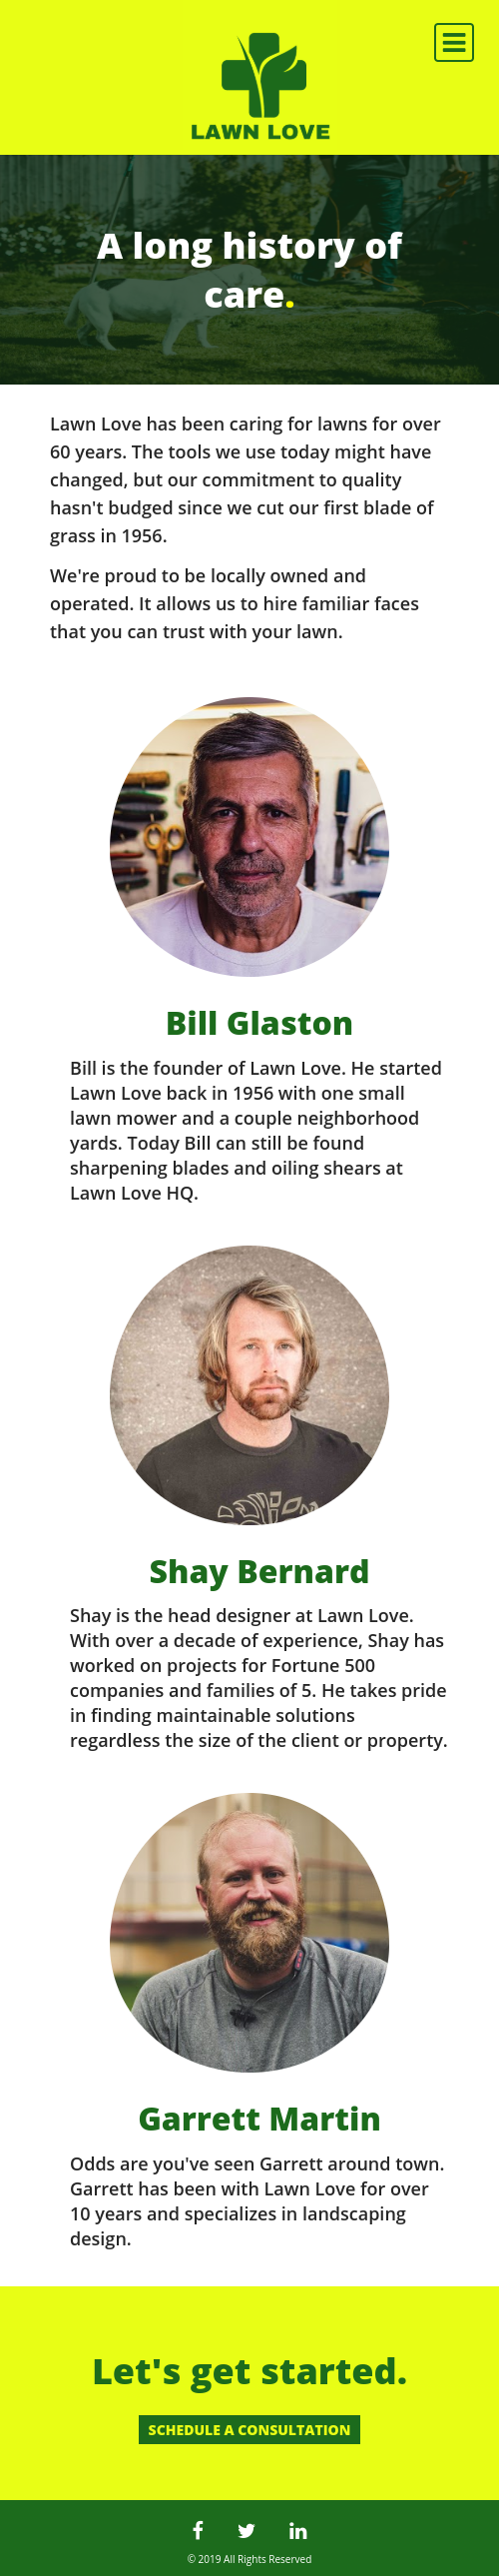 LAWN LOVE
A long history of
care.
Lawn Love has been caring for lawns for over
60 years. The tools we use today might have
changed, but our commitment to quality
hasn't budged since we cut our first blade of
grass in 1956.
We're proud to be locally owned and
operated. It allows us to hire familiar faces
that you can trust with your lawn.
Bill Glaston
Bill is the founder of Lawn Love. He started
Lawn Love back in 1956 with one small
lawn mower and a couple neighborhood
yards. Today Bill can still be found
sharpening blades and oiling shears at
Lawn Love HQ.
Shay Bernard
Shay is the head designer at Lawn Love.
With over a decade of experience, Shay has
worked on projects for Fortune 500
companies and families of 5. He takes pride
in finding maintainable solutions
regardless the size of the client or property.
Garrett Martin
Odds are you've seen Garrett around town.
Garrett has been with Lawn Love for over
10 years and specializes in landscaping
design.
Let's get started.
SCHEDULE A CONSULTATION
© 2019 All Rights Reserved